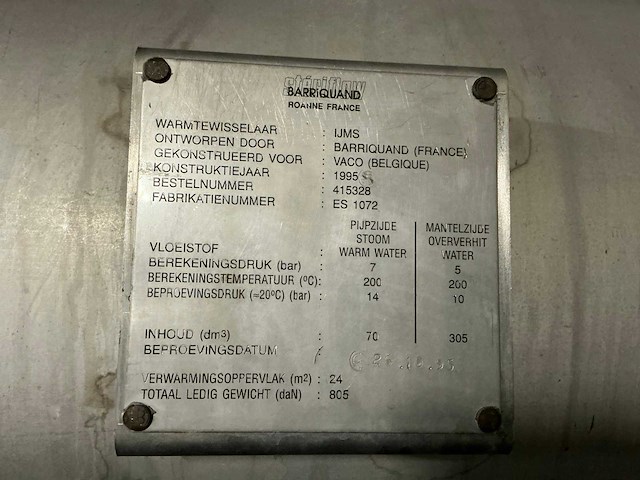 stériflow
BARRiQUAND
ROANNE FRANCE
WARMTEWISSELAAR : IJMS
ONTWORPEN DOOR : BARRIQUAND (FRANCE)
GEKONSTRUEERD VOOR : VACO (BELGIQUE)
KONSTRUKTIEJAAR : 1995
BESTELNUMMER : 415328
FABRIKATIENUMMER : ES 1072
PIJPZIJDE MANTELZIJDE
STOOM OVERVERHIT
VLOEISTOF : WARM WATER WATER
BEREKENINGSDRUK (bar) : 7 5
BEREKENINGSTEMPERATUUR (ºC): 200 200
BEPROEVINGSDRUK (=20ºC) (bar) : 14 10
INHOUD (dm3) : 70 305
BEPROEVINGSDATUM
VERWARMINGSOPPERVLAK (m²) : 24
TOTAAL LEDIG GEWICHT (daN) : 805